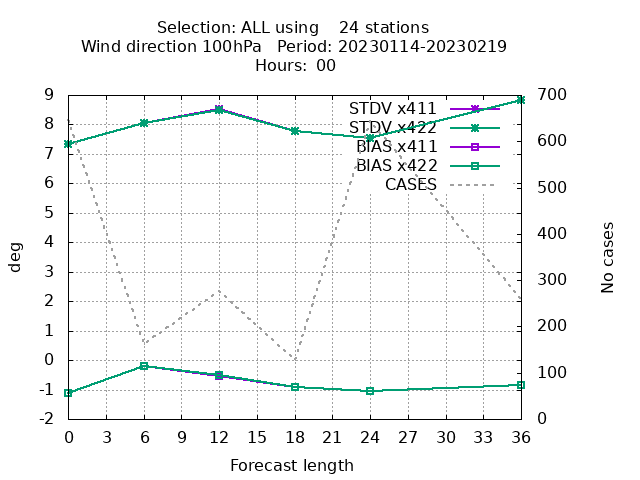 Selection: ALL using    24 stations
Wind direction 100hPa   Period: 20230114-20230219
Hours: 00
STDV x411
STDV x422
BIAS x411
BIAS x422
CASES
9
8
7
6
5
4
3
2
1
0
-1
-2
deg
700
600
500
400
300
200
100
0
No cases
0 3 6 9 12 15 18 21 24 27 30 33 36
Forecast length